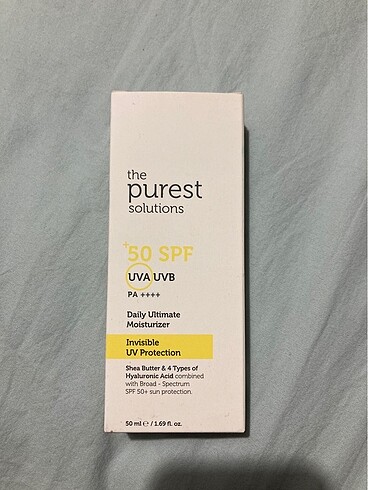 the
purest
solutions
+50 SPF
UVA UVB
PA ++++
Daily Ultimate
Moisturizer
Invisible
UV Protection
Shea Butter & 4 Types of
Hyaluronic Acid combined
with Broad - Spectrum
SPF 50+ sun protection.
50 ml ℮ / 1.69 fl. oz.